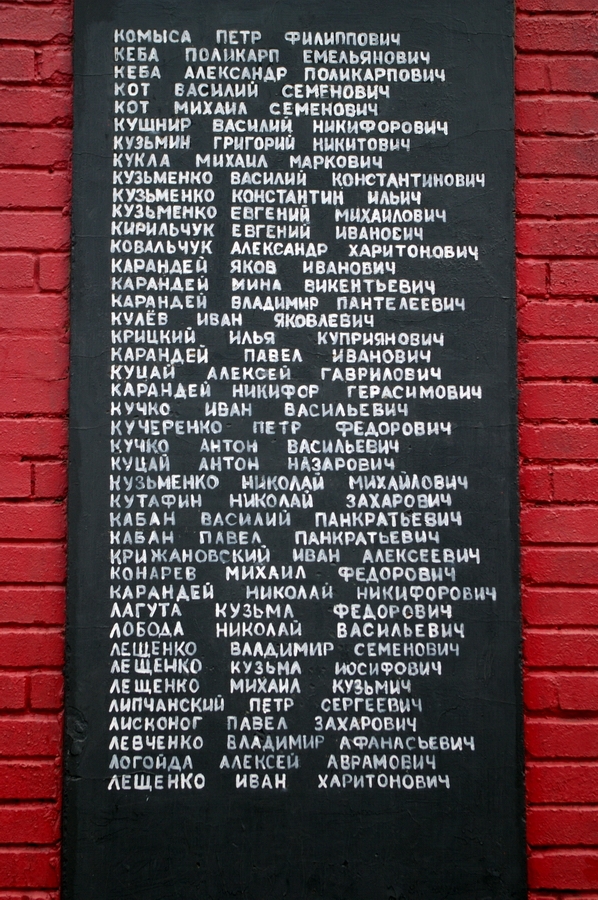 КОМЫСА ПЕТР ФИЛИППОВИЧ
КЕБА ПОЛИКАРП ЕМЕЛЬЯНОВИЧ
КЕБА АЛЕКСАНДР ПОЛИКАРПОВИЧ
КОТ ВАСИЛИЙ СЕМЕНОВИЧ
КОТ МИХАИЛ СЕМЕНОВИЧ
КУШНИР ВАСИЛИЙ НИКИФОРОВИЧ
КУЗЬМИН ГРИГОРИЙ НИКИТОВИЧ
КУКЛА МИХАИЛ МАРКОВИЧ
КУЗЬМЕНКО ВАСИЛИЙ КОНСТАНТИНОВИЧ
КУЗЬМЕНКО КОНСТАНТИН ИЛЬИЧ
КУЗЬМЕНКО ЕВГЕНИЙ МИХАИЛОВИЧ
КИРИЛЬЧУК ЕВГЕНИЙ ИВАНОВИЧ
КОВАЛЬЧУК АЛЕКСАНДР ХАРИТОНОВИЧ
КАРАНДЕЙ ЯКОВ ИВАНОВИЧ
КАРАНДЕЙ МИНА ВИКЕНТЬЕВИЧ
КАРАНДЕЙ ВЛАДИМИР ПАНТЕЛЕЕВИЧ
КУЛЁВ ИВАН ЯКОВЛЕВИЧ
КРИЦКИЙ ИЛЬЯ КУПРИЯНОВИЧ
КАРАНДЕЙ ПАВЕЛ ИВАНОВИЧ
КУЦАЙ АЛЕКСЕЙ ГАВРИЛОВИЧ
КАРАНДЕЙ НИКИФОР ГЕРАСИМОВИЧ
КУЧКО ИВАН ВАСИЛЬЕВИЧ
КУЧЕРЕНКО ПЕТР ФЕДОРОВИЧ
КУЧКО АНТОН ВАСИЛЬЕВИЧ
КУЦАЙ АНТОН НАЗАРОВИЧ
КУЗЬМЕНКО НИКОЛАЙ МИХАЙЛОВИЧ
КУТАФИН НИКОЛАЙ ЗАХАРОВИЧ
КАБАН ВАСИЛИЙ ПАНКРАТЬЕВИЧ
КАБАН ПАВЕЛ ПАНКРАТЬЕВИЧ
КРИЖАНОВСКИЙ ИВАН АЛЕКСЕЕВИЧ
КОНАРЕВ МИХАИЛ ФЕДОРОВИЧ
КАРАНДЕЙ НИКОЛАЙ НИКИФОРОВИЧ
ЛАГУТА КУЗЬМА ФЕДОРОВИЧ
ЛОБОДА НИКОЛАЙ ВАСИЛЬЕВИЧ
ЛЕЩЕНКО ВЛАДИМИР СЕМЕНОВИЧ
ЛЕЩЕНКО КУЗЬМА ИОСИФОВИЧ
ЛЕЩЕНКО МИХАИЛ КУЗЬМИЧ
ЛИПЧАНСКИЙ ПЕТР СЕРГЕЕВИЧ
ЛИСКОНОГ ПАВЕЛ ЗАХАРОВИЧ
ЛЕВЧЕНКО ВЛАДИМИР АФАНАСЬЕВИЧ
ЛОГОЙДА АЛЕКСЕЙ АВРАМОВИЧ
ЛЕЩЕНКО ИВАН ХАРИТОНОВИЧ